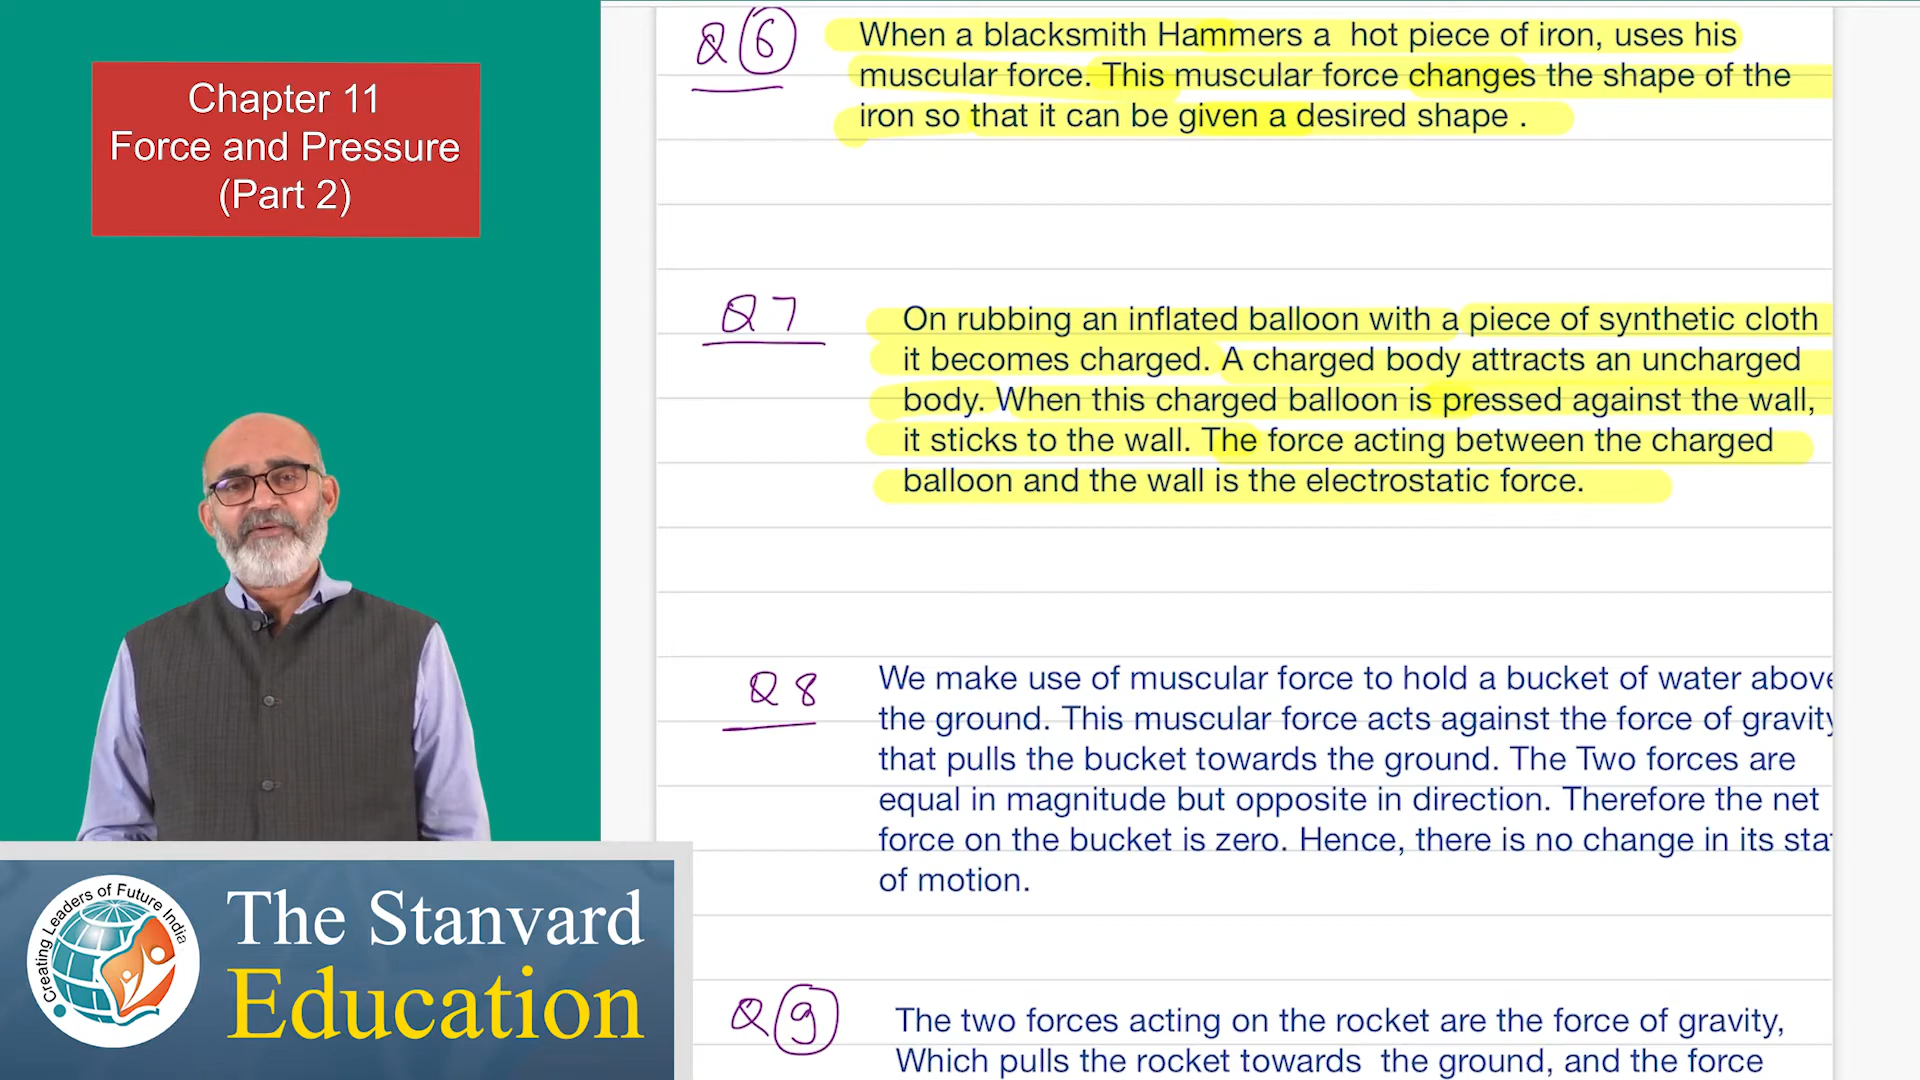 Chapter 11
Force and Pressure
(Part 2)
Q 6
When a blacksmith Hammers a hot piece of iron, uses his
muscular force. This muscular force changes the shape of the
iron so that it can be given a desired shape .
Q 7
On rubbing an inflated balloon with a piece of synthetic cloth
it becomes charged. A charged body attracts an uncharged
body. When this charged balloon is pressed against the wall,
it sticks to the wall. The force acting between the charged
balloon and the wall is the electrostatic force.
Q 8
We make use of muscular force to hold a bucket of water above
the ground. This muscular force acts against the force of gravity
that pulls the bucket towards the ground. The Two forces are
equal in magnitude but opposite in direction. Therefore the net
force on the bucket is zero. Hence, there is no change in its sta
of motion.
Q 9
The two forces acting on the rocket are the force of gravity,
Which pulls the rocket towards the ground, and the force
Creating Leaders of Future India
The Stanvard
Education